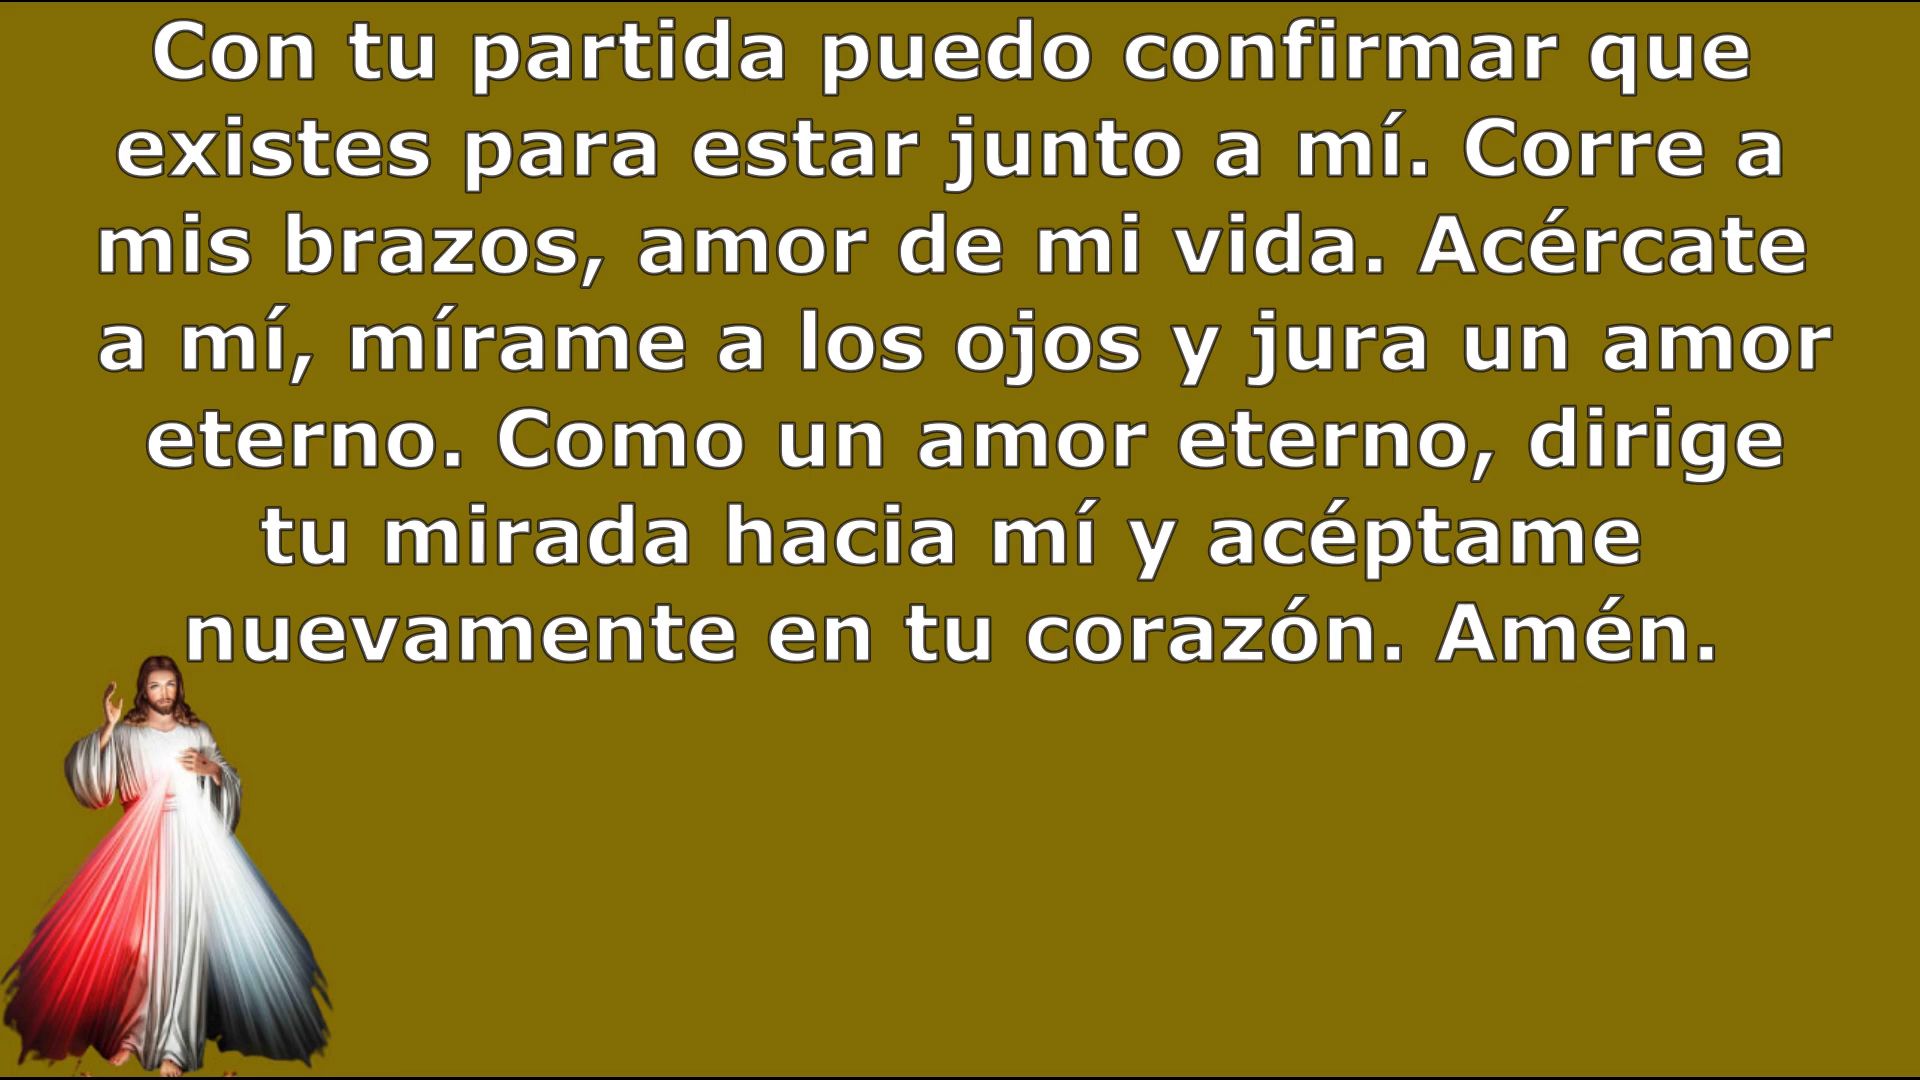 Con tu partida puedo confirmar que
existes para estar junto a mí. Corre a
mis brazos, amor de mi vida. Acércate
a mí, mírame a los ojos y jura un amor
eterno. Como un amor eterno, dirige
tu mirada hacia mí y acéptame
nuevamente en tu corazón. Amén.